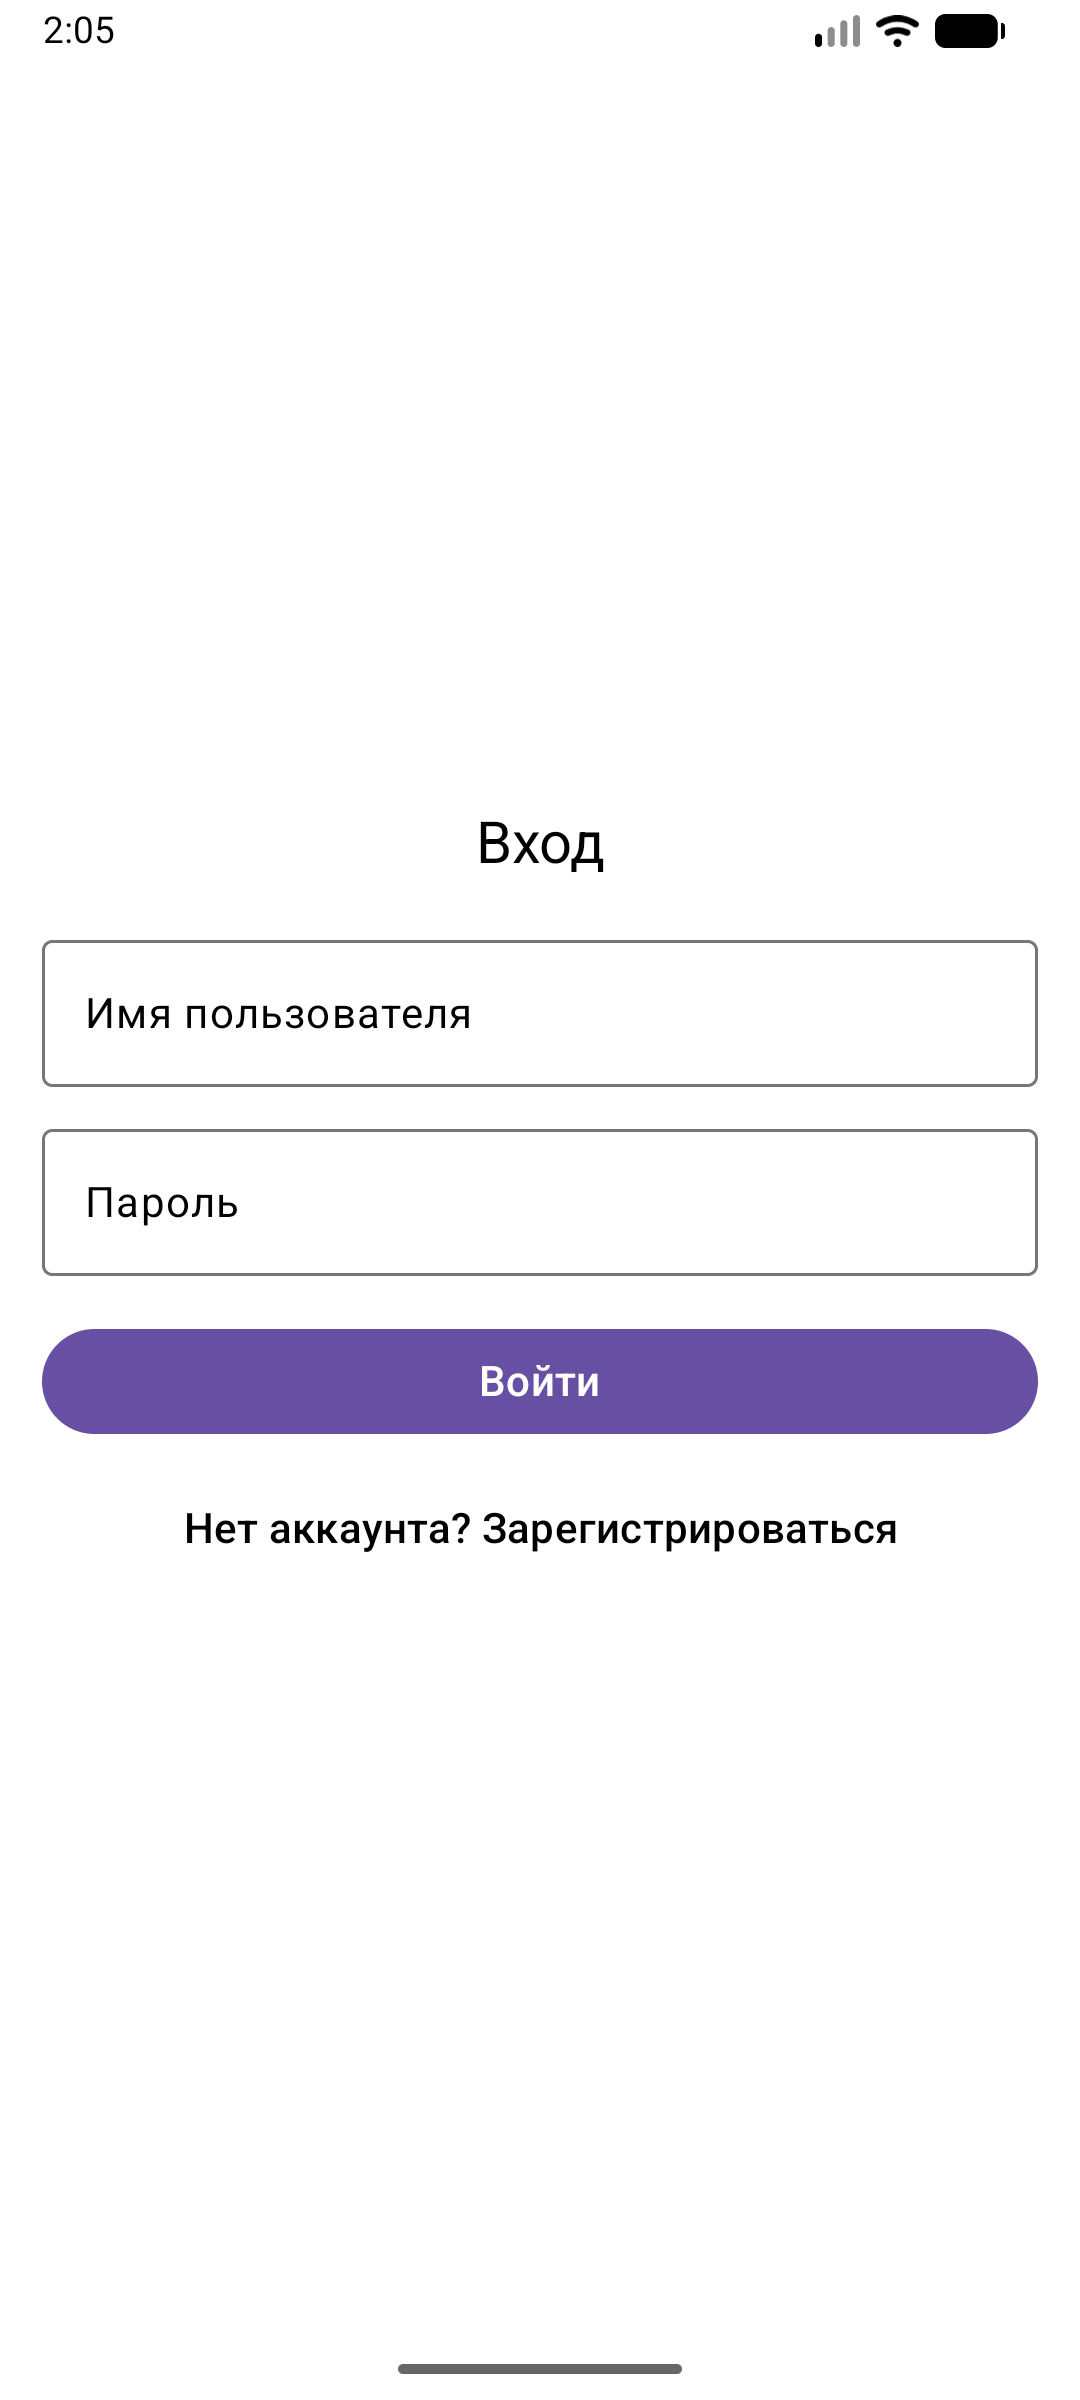 2:05
Вход
Имя пользователя
Пароль
Войти
Нет аккаунта? Зарегистрироваться